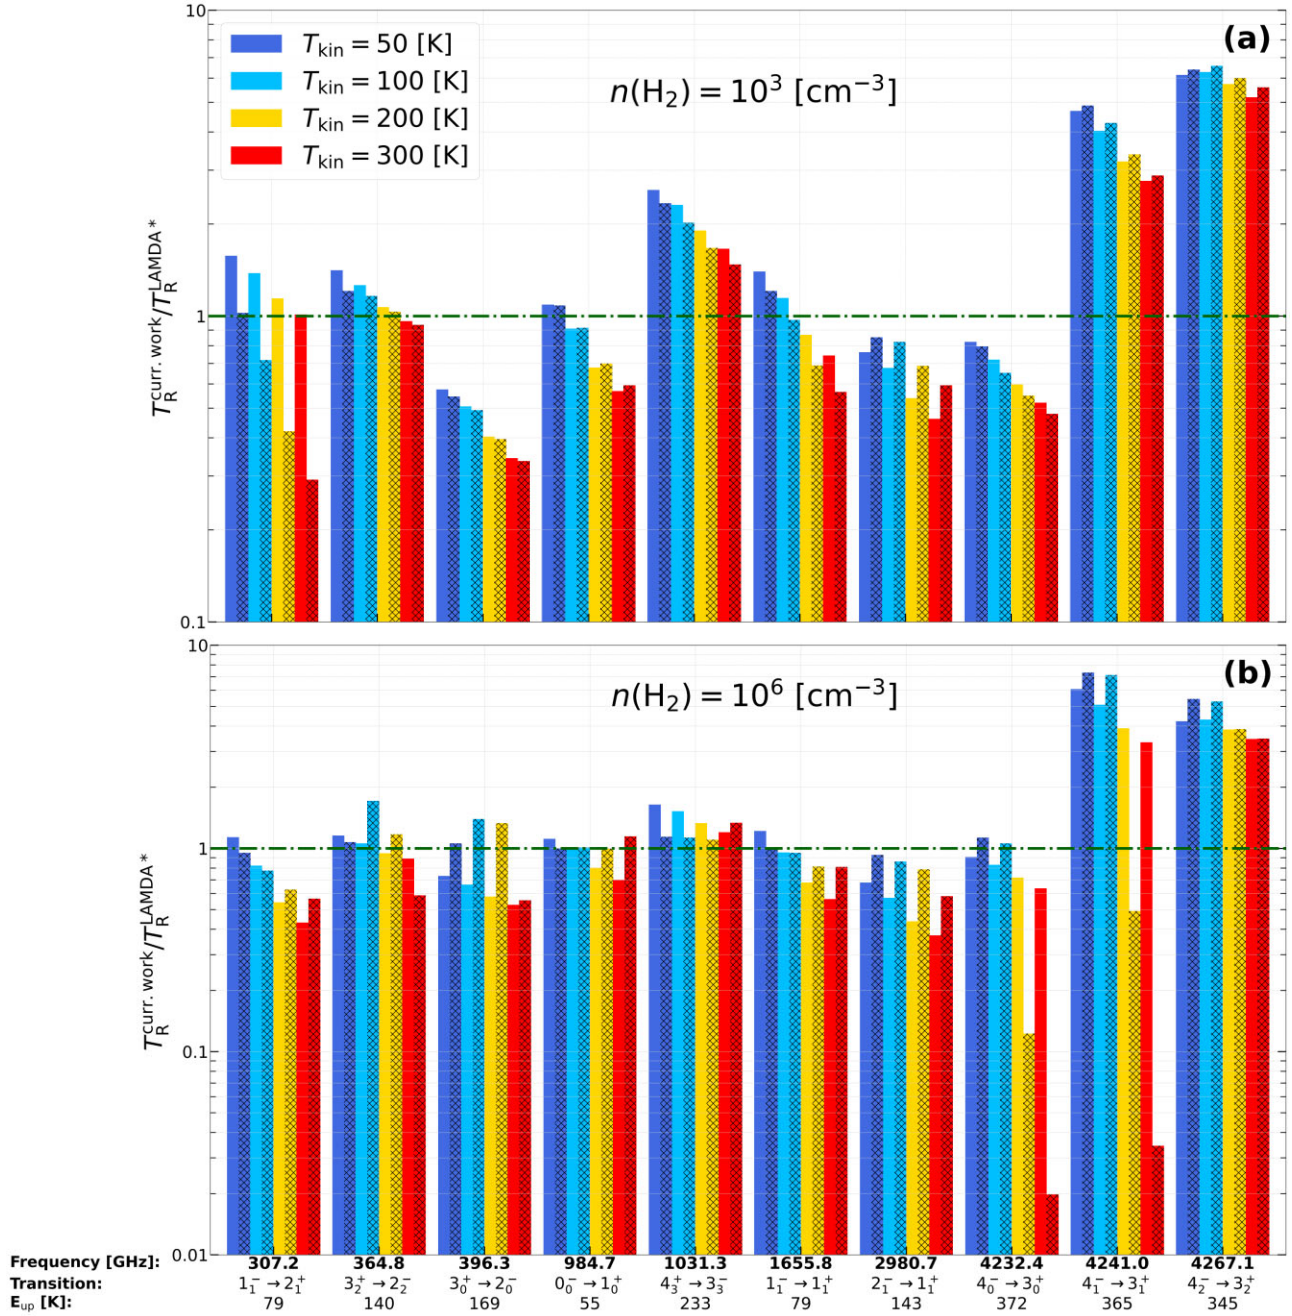 10
(a)
T_kin = 50 [K]
T_kin = 100 [K]
T_kin = 200 [K]
T_kin = 300 [K]
n(H₂) = 10³ [cm⁻³]
T_R^curr. work / T_R^LAMDA*
1
0.1
10
(b)
n(H₂) = 10⁶ [cm⁻³]
T_R^curr. work / T_R^LAMDA*
1
0.1
0.01
Frequency [GHz]: 307.2 364.8 396.3 984.7 1031.3 1655.8 2980.7 4232.4 4241.0 4267.1
Transition: 1₁⁻→2₁⁺ 3₂⁺→2₂⁻ 3₀⁺→2₀⁻ 0₀⁻→1₀⁺ 4₃⁺→3₃⁻ 1₁⁻→1₁⁺ 2₁⁻→1₁⁺ 4₀⁻→3₀⁺ 4₁⁻→3₁⁺ 4₂⁻→3₂⁺
E_up [K]: 79 140 169 55 233 79 143 372 365 345